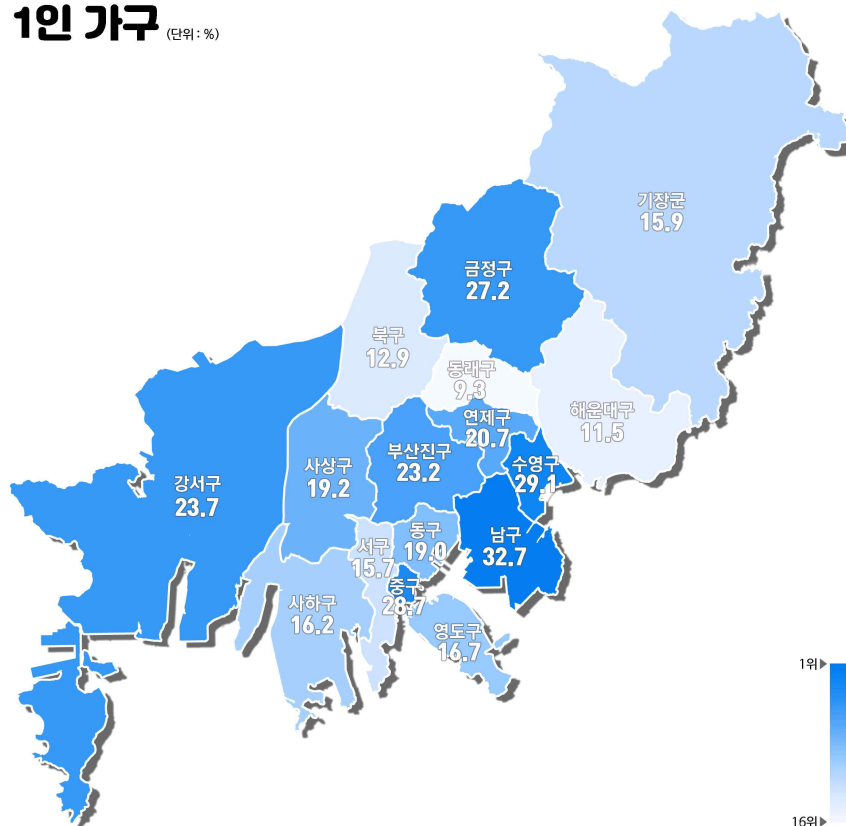 1인 가구 (단위 : %)
기장군
15.9
금정구
27.2
북구
12.9
동래구
9.3
해운대구
11.5
연제구
20.7
부산진구
23.2
수영구
29.1
사상구
19.2
강서구
23.7
남구
32.7
동구
19.0
서구
15.7
중구
28.7
사하구
16.2
영도구
16.7
1위▶
16위▶